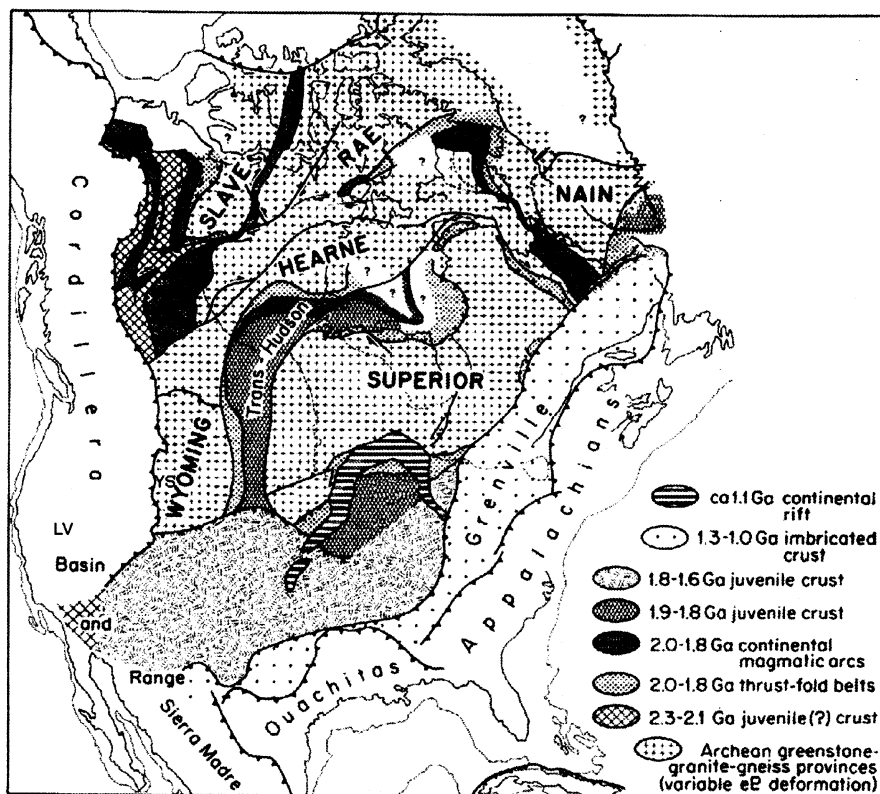 Cordillera
SLAVE
RAE
NAIN
HEARNE
Trans-Hudson
SUPERIOR
WYOMING
YS
LV
Basin
and
Range
Sierra Madre
Ouachitas
Appalachians
Grenville
?
?
?
?
?
?
ca 1.1 Ga continental
rift
1.3-1.0 Ga imbricated
crust
1.8-1.6 Ga juvenile crust
1.9-1.8 Ga juvenile crust
2.0-1.8 Ga continental
magmatic arcs
2.0-1.8 Ga thrust-fold belts
2.3-2.1 Ga juvenile(?) crust
Archean greenstone-
granite-gneiss provinces
(variable eP deformation)